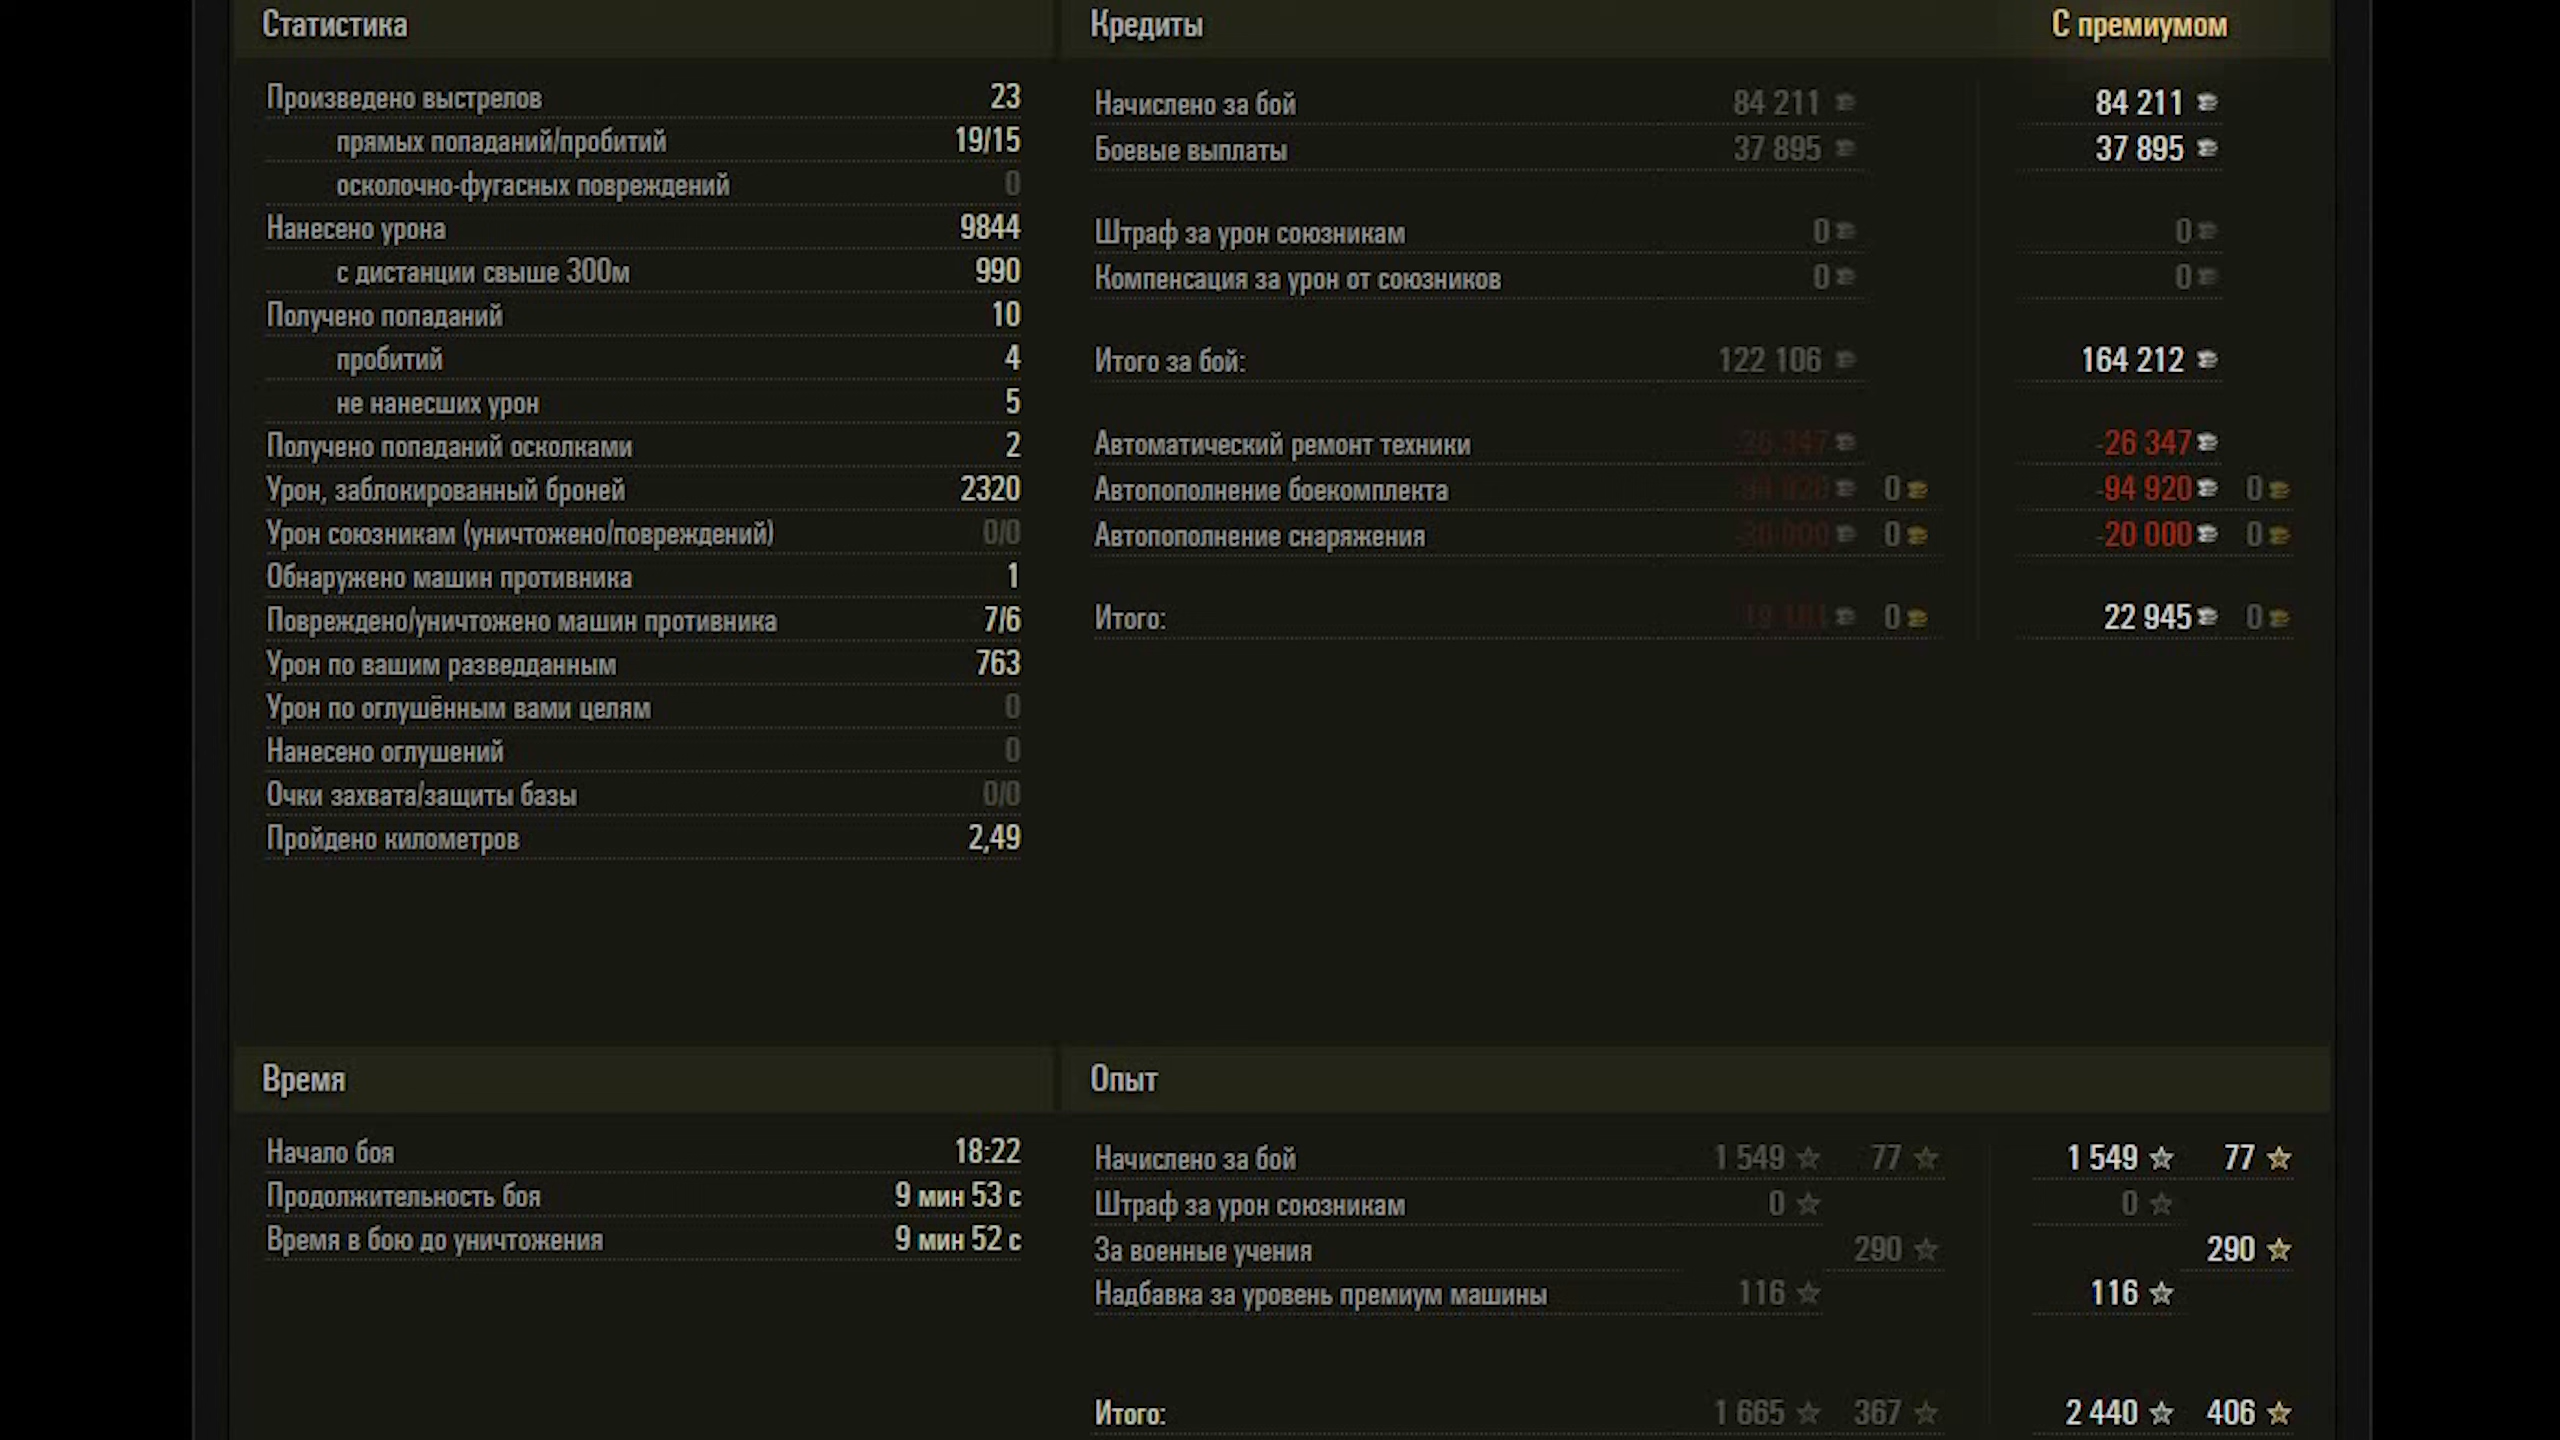 Статистика
Произведено выстрелов 23
прямых попаданий/пробитий 19/15
осколочно-фугасных повреждений 0
Нанесено урона 9844
с дистанции свыше 300м 990
Получено попаданий 10
пробитий 4
не нанесших урон 5
Получено попаданий осколками 2
Урон, заблокированный броней 2320
Урон союзникам (уничтожено/повреждений) 0/0
Обнаружено машин противника 1
Повреждено/уничтожено машин противника 7/6
Урон по вашим разведданным 763
Урон по оглушённым вами целям 0
Нанесено оглушений 0
Очки захвата/защиты базы 0/0
Пройдено километров 2,49
Кредиты С премиумом
Начислено за бой 84 211 84 211
Боевые выплаты 37 895 37 895
Штраф за урон союзникам 0 0
Компенсация за урон от союзников 0 0
Итого за бой: 122 106 164 212
Автоматический ремонт техники -26 347 -26 347
Автопополнение боекомплекта -94 920 0 -94 920 0
Автопополнение снаряжения 0 -20 000 0
Итого: 0 22 945 0
Время
Начало боя 18:22
Продолжительность боя 9 мин 53 с
Время в бою до уничтожения 9 мин 52 с
Опыт
Начислено за бой 1 549 77 1 549 77
Штраф за урон союзникам 0 0
За военные учения 290 290
Надбавка за уровень премиум машины 116 116
Итого: 1 665 367 2 440 406